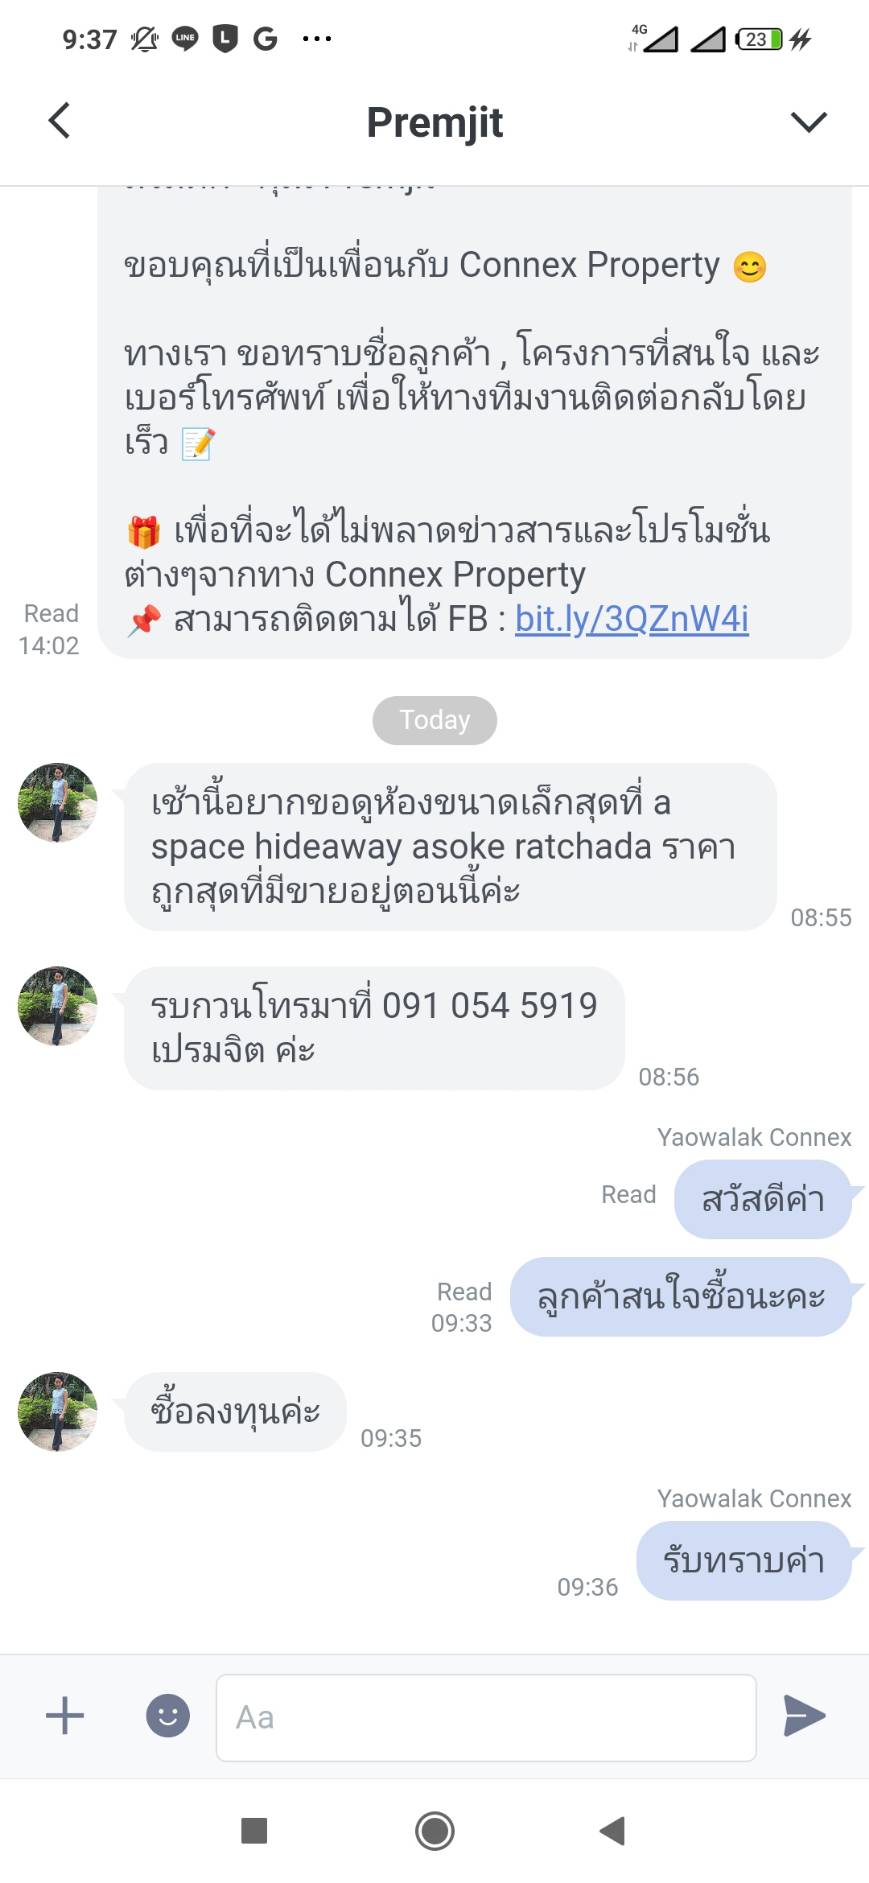 9:37
LINE
L
G
4G
23
Premjit
ขอบคุณที่เป็นเพื่อนกับ Connex Property 😊
ทางเรา ขอทราบชื่อลูกค้า , โครงการที่สนใจ และ
เบอร์โทรศัพท์ เพื่อให้ทางทีมงานติดต่อกลับโดย
เร็ว 📝
🎁 เพื่อที่จะได้ไม่พลาดข่าวสารและโปรโมชั่น
ต่างๆจากทาง Connex Property
📌 สามารถติดตามได้ FB : bit.ly/3QZnW4i
Read
14:02
Today
เช้านี้อยากขอดูห้องขนาดเล็กสุดที่ a
space hideaway asoke ratchada ราคา
ถูกสุดที่มีขายอยู่ตอนนี้ค่ะ
08:55
รบกวนโทรมาที่ 091 054 5919
เปรมจิต ค่ะ
08:56
Yaowalak Connex
Read
สวัสดีค่า
Read
09:33
ลูกค้าสนใจซื้อนะคะ
ซื้อลงทุนค่ะ
09:35
Yaowalak Connex
09:36
รับทราบค่า
Aa